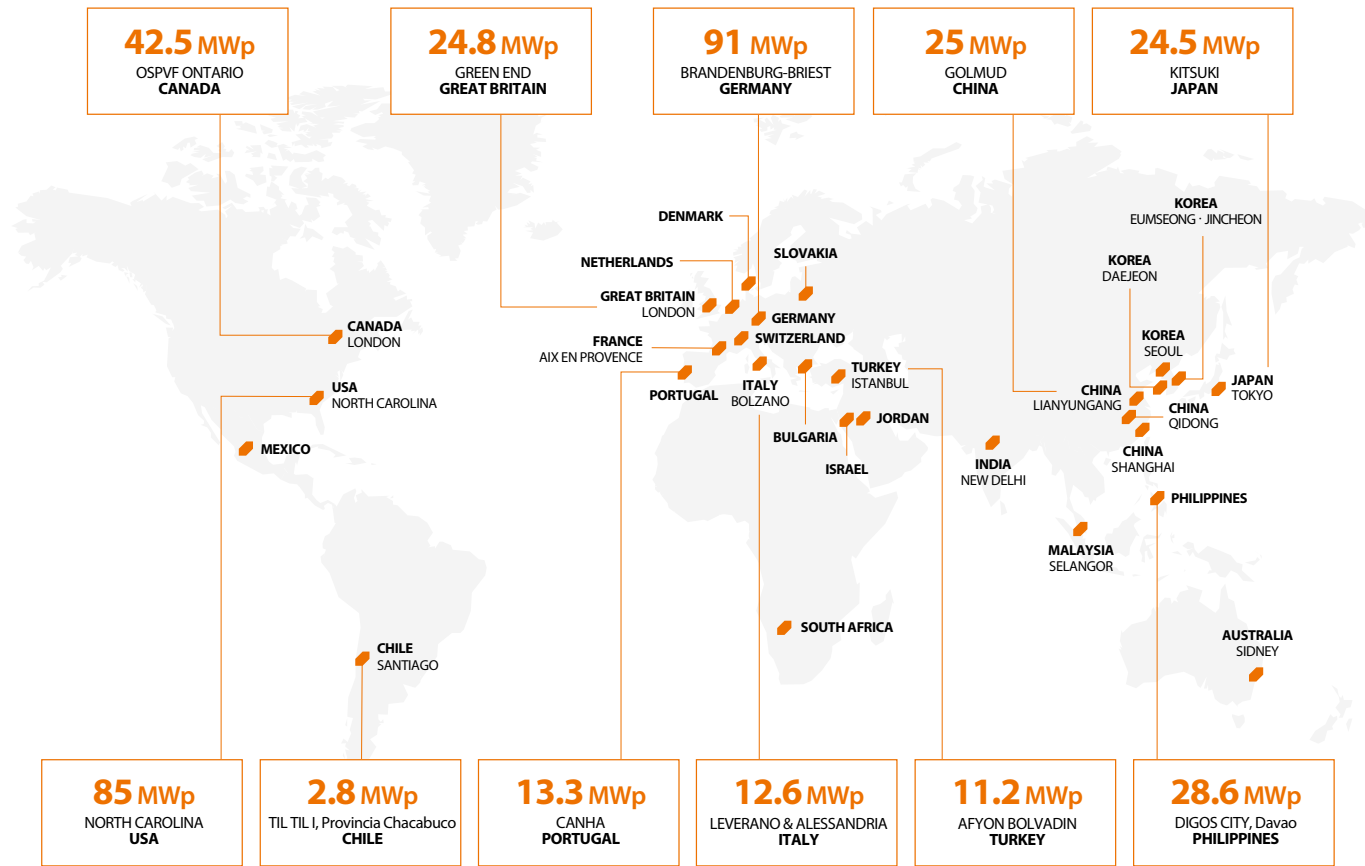 42.5 MWp
OSPVF ONTARIO
CANADA
24.8 MWp
GREEN END
GREAT BRITAIN
91 MWp
BRANDENBURG-BRIEST
GERMANY
25 MWp
GOLMUD
CHINA
24.5 MWp
KITSUKI
JAPAN
KOREA
EUMSEONG · JINCHEON
DENMARK
SLOVAKIA
NETHERLANDS
KOREA
DAEJEON
GREAT BRITAIN
LONDON
GERMANY
CANADA
LONDON
SWITZERLAND
FRANCE
AIX EN PROVENCE
KOREA
SEOUL
USA
NORTH CAROLINA
PORTUGAL
ITALY
BOLZANO
TURKEY
ISTANBUL
CHINA
LIANYUNGANG
JAPAN
TOKYO
CHINA
QIDONG
JORDAN
BULGARIA
ISRAEL
MEXICO
INDIA
NEW DELHI
CHINA
SHANGHAI
PHILIPPINES
MALAYSIA
SELANGOR
SOUTH AFRICA
CHILE
SANTIAGO
AUSTRALIA
SIDNEY
85 MWp
NORTH CAROLINA
USA
2.8 MWp
TIL TIL I, Provincia Chacabuco
CHILE
13.3 MWp
CANHA
PORTUGAL
12.6 MWp
LEVERANO & ALESSANDRIA
ITALY
11.2 MWp
AFYON BOLVADIN
TURKEY
28.6 MWp
DIGOS CITY, Davao
PHILIPPINES